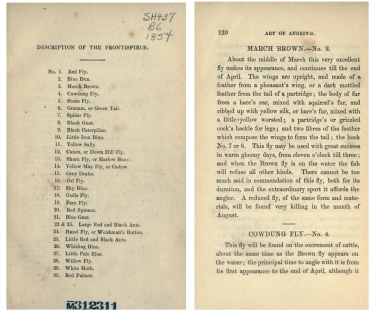 SH437
B6
1854
DESCRIPTION OF THE FRONTISPIECE.
No. 1. Red Fly.
2. Blue Dun.
3. March Brown.
4. Cowdung Fly.
5. Stone Fly.
6. Granam, or Green Tail.
7. Spider Fly.
8. Black Gnat.
9. Black Caterpillar.
10. Little Iron Blue.
11. Yellow Sally.
12. Canon, or Down Hill Fly.
13. Shorn Fly, or Marlow Buzz.
14. Yellow May Fly, or Cadow.
15. Grey Drake.
16. Orl Fly.
17. Sky Blue.
18. Cadis Fly.
19. Fern Fly.
20. Red Spinner.
21. Blue Gnat.
22 & 23. Large Red and Black Ants.
24. Hazel Fly, or Welshman's Button.
25. Little Red and Black Ants.
26. Whirling Blue.
27. Little Pale Blue.
28. Willow Fly.
29. White Moth.
30. Red Palmer.
M312311
120 ART OF ANGLING.
MARCH BROWN.—No. 3.
About the middle of March this very excellent
fly makes its appearance, and continues till the end
of April. The wings are upright, and made of a
feather from a pheasant's wing, or a dark mottled
feather from the tail of a partridge; the body of fur
from a hare's ear, mixed with squirrel's fur, and
ribbed up with yellow silk, or hare's fur, mixed with
a little yellow worsted; a partridge's or grizzled
cock's hackle for legs; and two fibres of the feather
which compose the wings to form the tail; the hook
No. 7 or 8. This fly may be used with great success
in warm gloomy days, from eleven o'clock till three;
and when the Brown fly is on the water the fish
will refuse all other kinds. There cannot be too
much said in commendation of this fly, both for its
duration, and the extraordinary sport it affords the
angler. A reduced fly, of the same form and mate-
rials, will be found very killing in the month of
August.
COWDUNG FLY.—No. 4.
This fly will be found on the excrement of cattle,
about the same time as the Brown fly appears on
the water; the principal time to angle with it is from
its first appearance to the end of April, although it